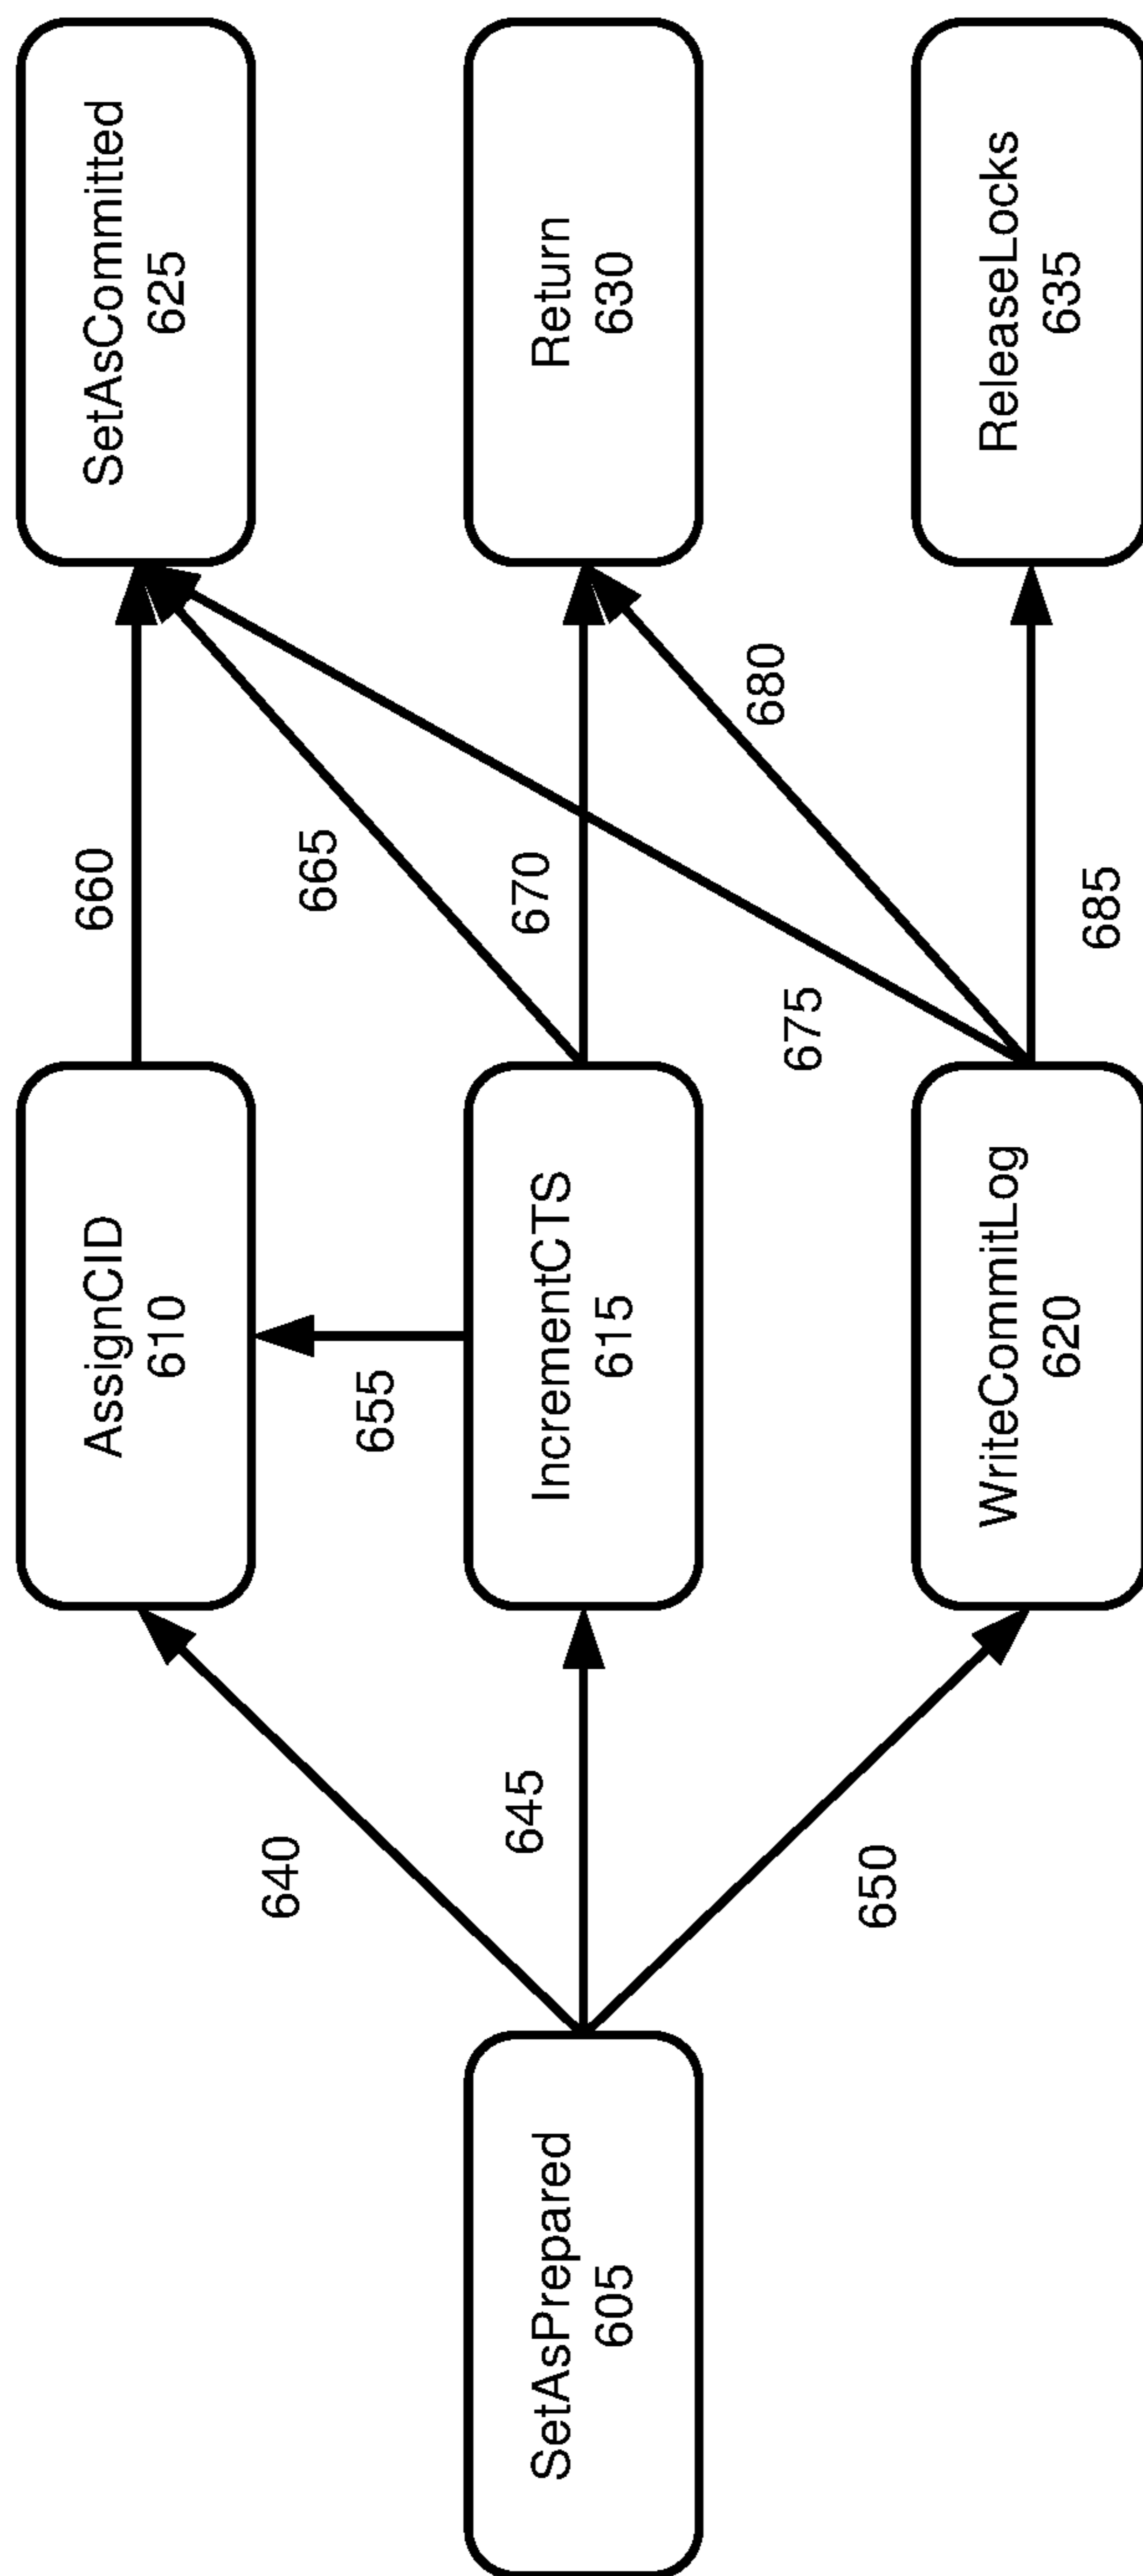 SetAsPrepared
605
640
645
650
AssignCID
610
655
IncrementCTS
615
WriteCommitLog
620
660
665
670
675
680
685
SetAsCommitted
625
Return
630
ReleaseLocks
635